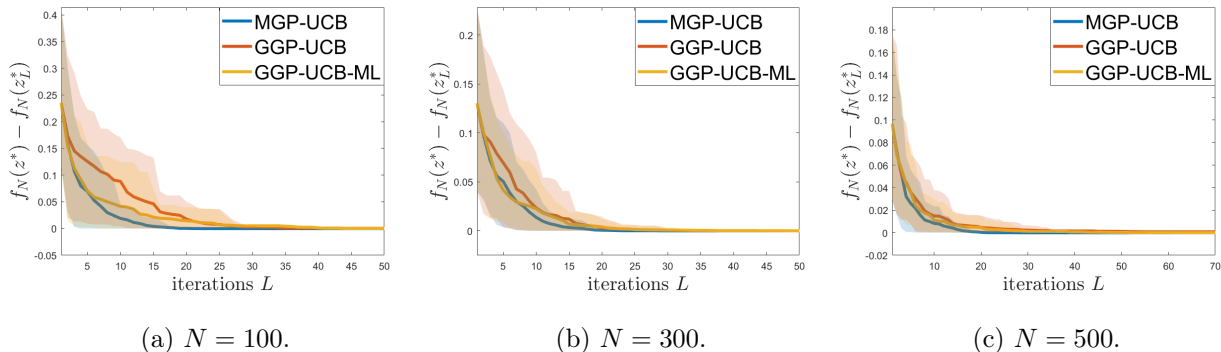 0.4
0.35
0.3
0.25
0.2
0.15
0.1
0.05
0
-0.05
f_N(z*) − f_N(z*_L)
MGP-UCB
GGP-UCB
GGP-UCB-ML
5 10 15 20 25 30 35 40 45 50
iterations L
(a) N = 100.
0.2
0.15
0.1
0.05
0
f_N(z*) − f_N(z*_L)
MGP-UCB
GGP-UCB
GGP-UCB-ML
5 10 15 20 25 30 35 40 45 50
iterations L
(b) N = 300.
0.18
0.16
0.14
0.12
0.1
0.08
0.06
0.04
0.02
0
-0.02
f_N(z*) − f_N(z*_L)
MGP-UCB
GGP-UCB
GGP-UCB-ML
10 20 30 40 50 60 70
iterations L
(c) N = 500.